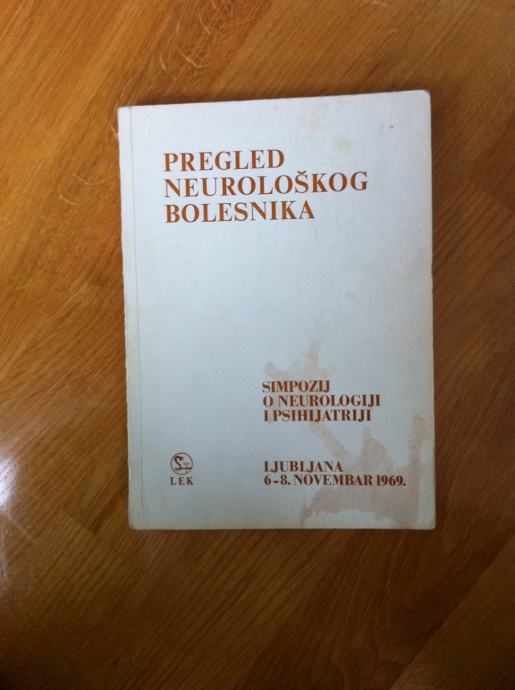 PREGLED
NEUROLOŠKOG
BOLESNIKA
SIMPOZIJ
O NEUROLOGIJI
I PSIHIJATRIJI
LEK
LJUBLJANA
6-8. NOVEMBAR 1969.